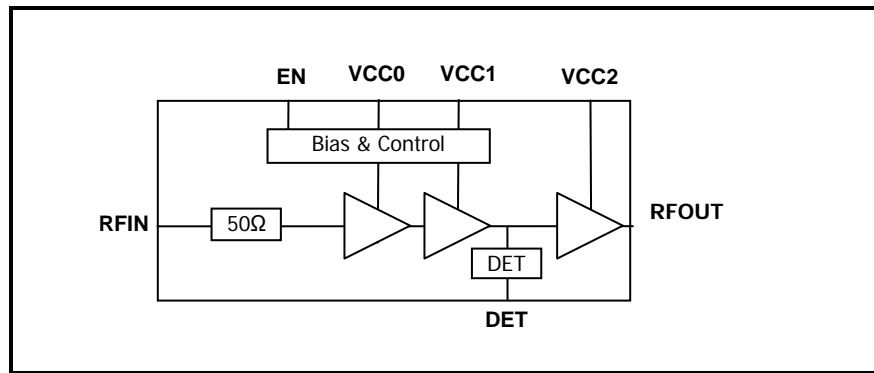 EN VCC0 VCC1 VCC2
Bias & Control
RFIN 50Ω RFOUT
DET
DET